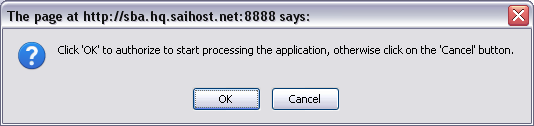 The page at http://sba.hq.saihost.net:8888 says:
Click 'OK' to authorize to start processing the application, otherwise click on the 'Cancel' button.
OK
Cancel